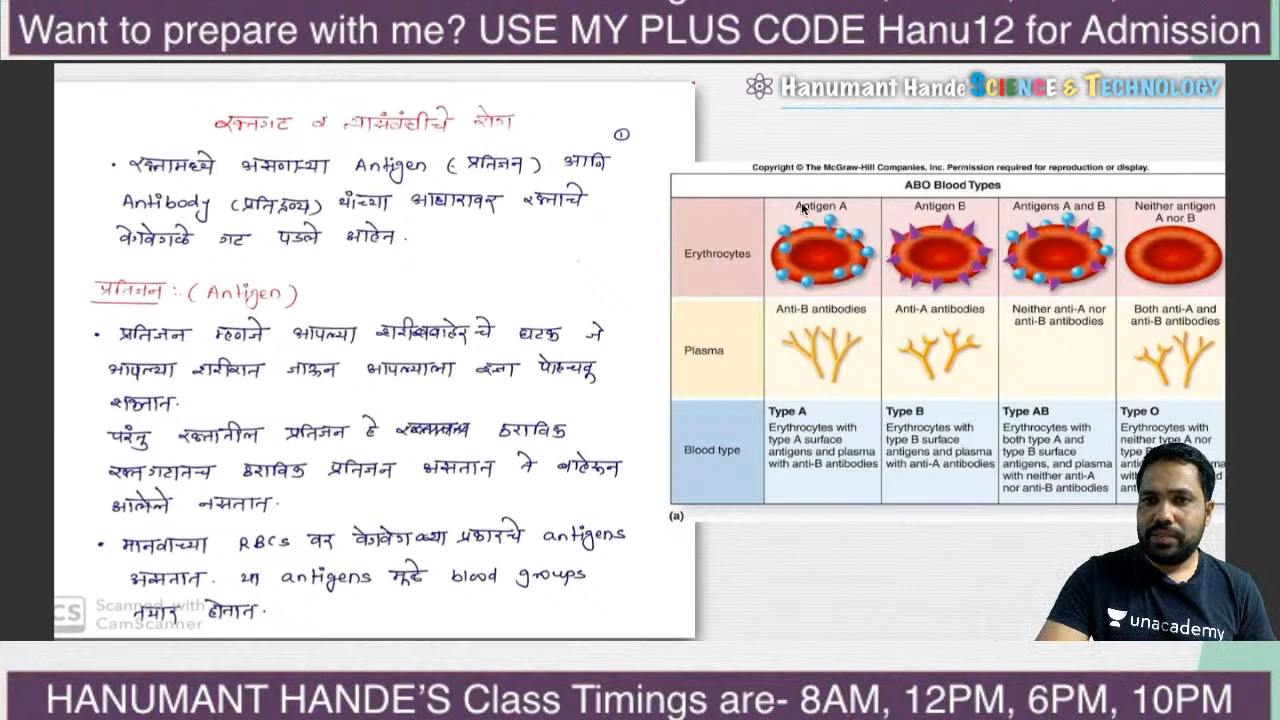 Want to prepare with me? USE MY PLUS CODE Hanu12 for Admission
Hanumant Hande's SCIENCE & TECHNOLOGY
रक्तगट व त्यासंबंधीचे रोग
①
• रक्तामध्ये असणाऱ्या Antigen (प्रतिजन) आणि
Antibody (प्रतिद्रव्य) यांच्या आधारावर रक्ताचे
वेगवेगळे गट पडले आहेत.
प्रतिजन :- (Antigen)
• प्रतिजन म्हणजे आपल्या शरीराबाहेरचे घटक जे
आपल्या शरीरात जाऊन आपल्याला इजा पोहचवू
शकतात.
परंतु रक्तातील प्रतिजन हे ठराविक
रक्तगटातच ठराविक प्रतिजन असतात ते बाहेरून
आलेले नसतात.
• मानवाच्या RBCs वर वेगवेगळ्या प्रकारचे antigens
असतात. या antigens मुळे blood groups
तयार होतात.
CS Scanned with
CamScanner
Copyright © The McGraw-Hill Companies, Inc. Permission required for reproduction or display.
ABO Blood Types
Antigen A
Antigen B
Antigens A and B
Neither antigen
A nor B
Erythrocytes
Anti-B antibodies
Anti-A antibodies
Neither anti-A nor
anti-B antibodies
Both anti-A and
anti-B antibodies
Plasma
Blood type
Type A
Erythrocytes with
type A surface
antigens and plasma
with anti-B antibodies
Type B
Erythrocytes with
type B surface
antigens and plasma
with anti-A antibodies
Type AB
Erythrocytes with
both type A and
type B surface
antigens, and plasma
with neither anti-A
nor anti-B antibodies
Type O
Erythrocytes with
neither type A nor
type
(a)
unacademy
HANUMANT HANDE'S Class Timings are- 8AM, 12PM, 6PM, 10PM